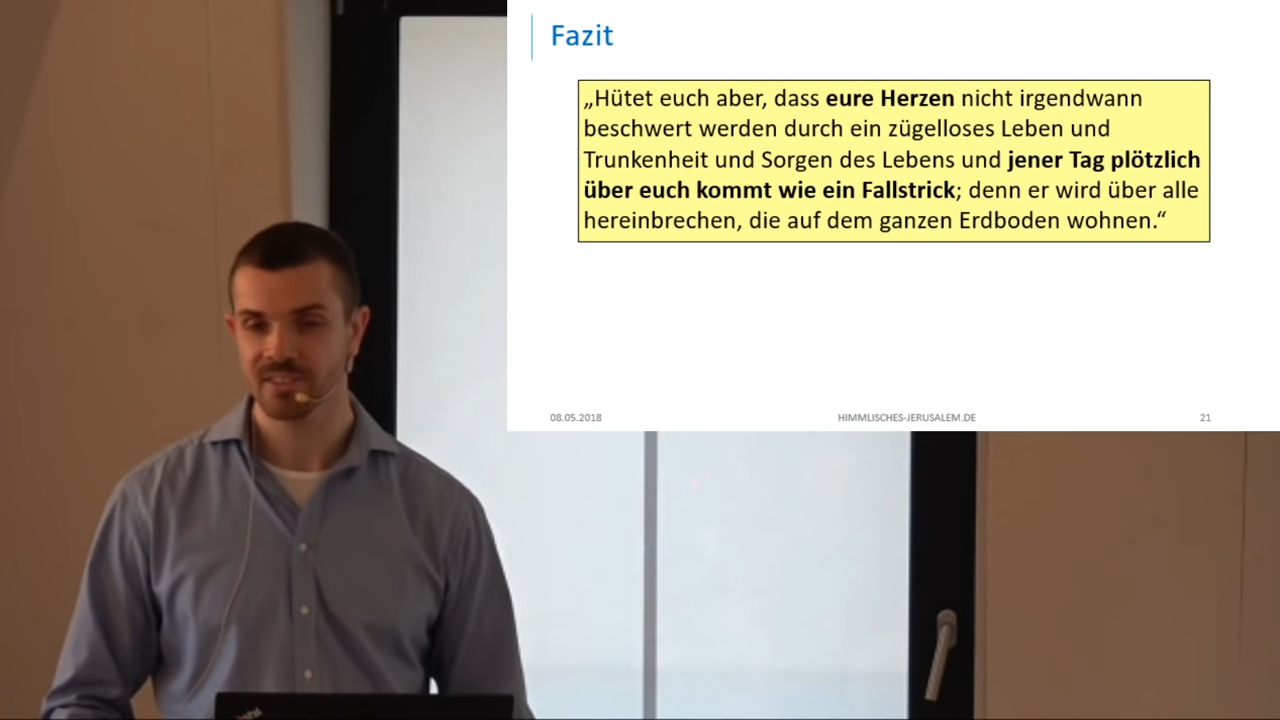 Fazit
„Hütet euch aber, dass eure Herzen nicht irgendwann
beschwert werden durch ein zügelloses Leben und
Trunkenheit und Sorgen des Lebens und jener Tag plötzlich
über euch kommt wie ein Fallstrick; denn er wird über alle
hereinbrechen, die auf dem ganzen Erdboden wohnen.“
08.05.2018
HIMMLISCHES-JERUSALEM.DE
21